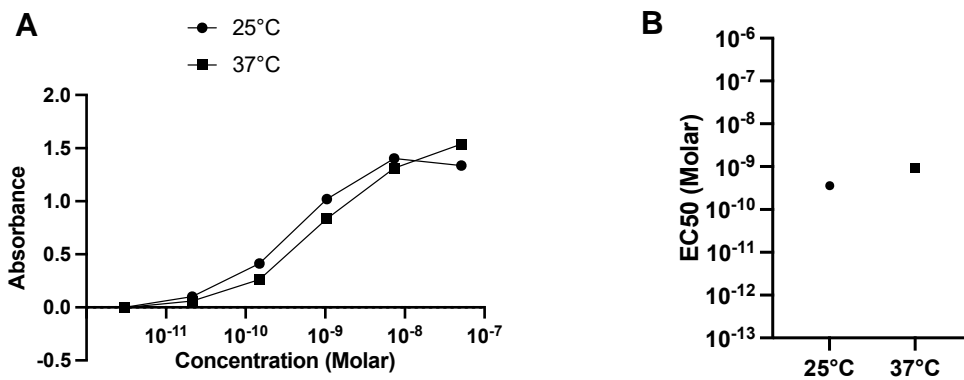 A
25°C
37°C
2.0
1.5
1.0
0.5
0.0
-0.5
Absorbance
10-11 10-10 10-9 10-8 10-7
Concentration (Molar)
B
10-6
10-7
10-8
10-9
10-10
10-11
10-12
10-13
EC50 (Molar)
25°C 37°C